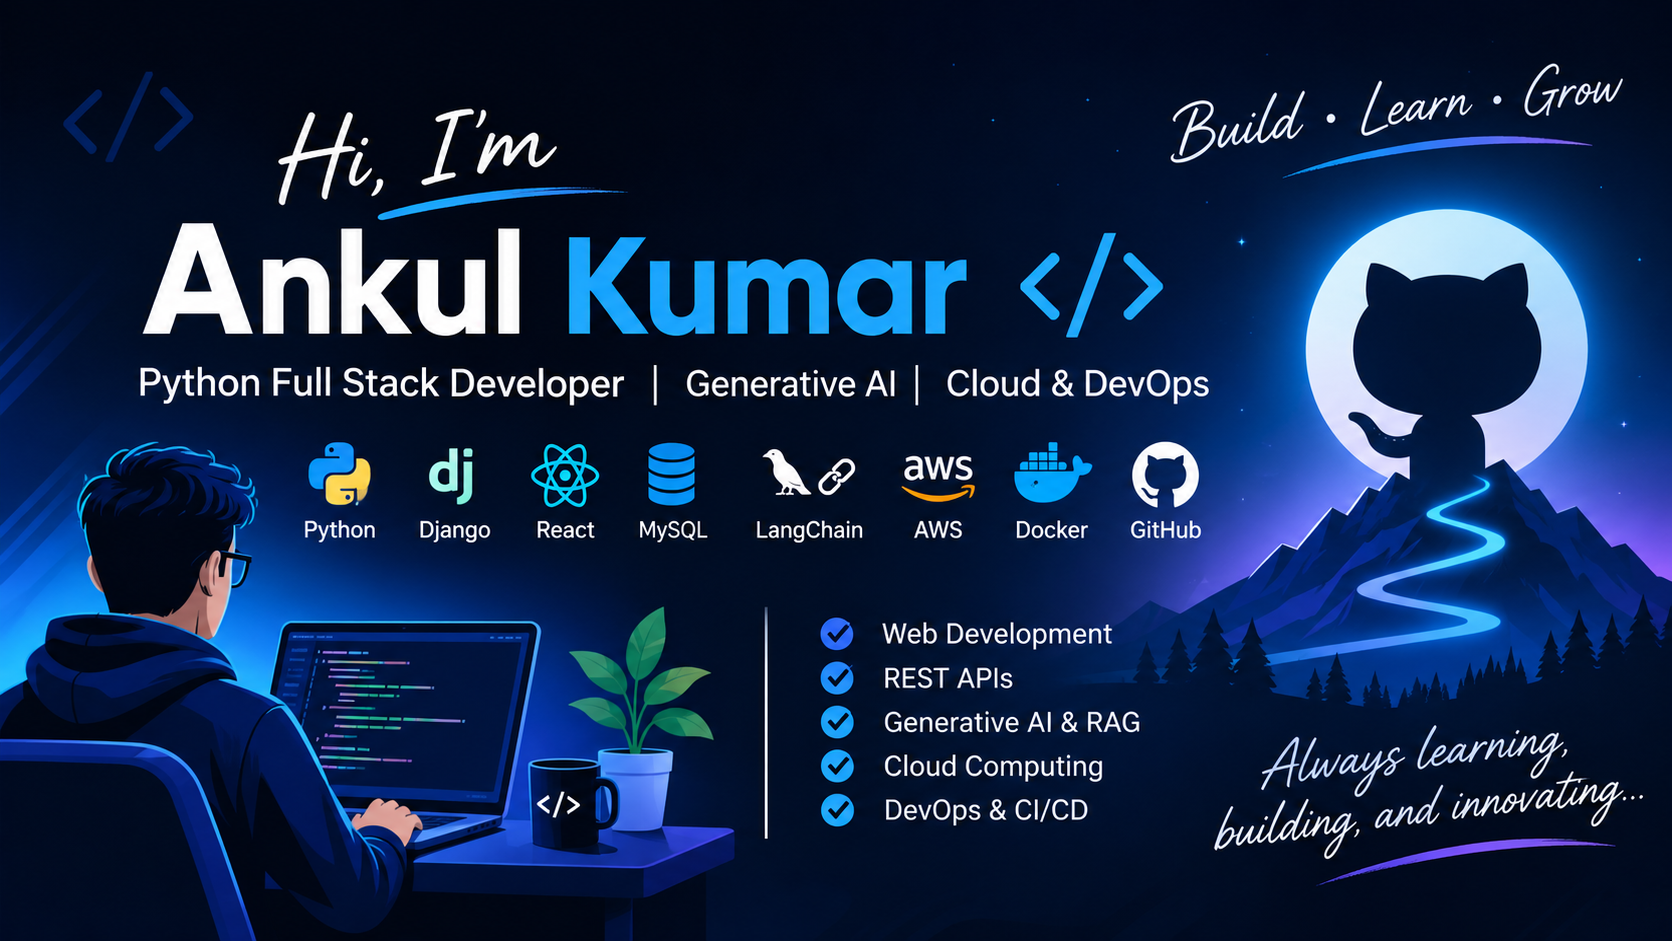 </>
Build • Learn • Grow
Hi, I'm
Ankul Kumar </>
Python Full Stack Developer | Generative AI | Cloud & DevOps
dj
aws
Python Django React MySQL LangChain AWS Docker GitHub
Web Development
REST APIs
Generative AI & RAG
Cloud Computing
DevOps & CI/CD
</>
Always learning,
building, and innovating...